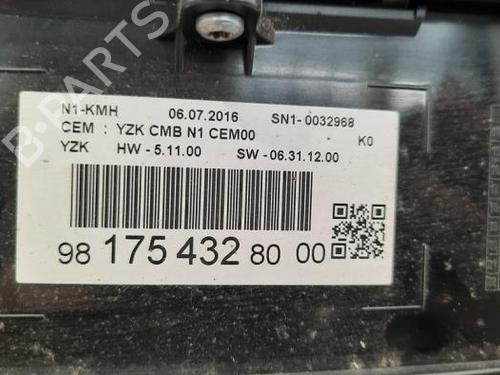 N1-KMH 06.07.2016 SN1- 0032968
CEM : YZK CMB N1 CEM00 K0
YZK HW - 5.11.00 SW - 06.31.12.00
98 175 432 80 00
B-PARTS